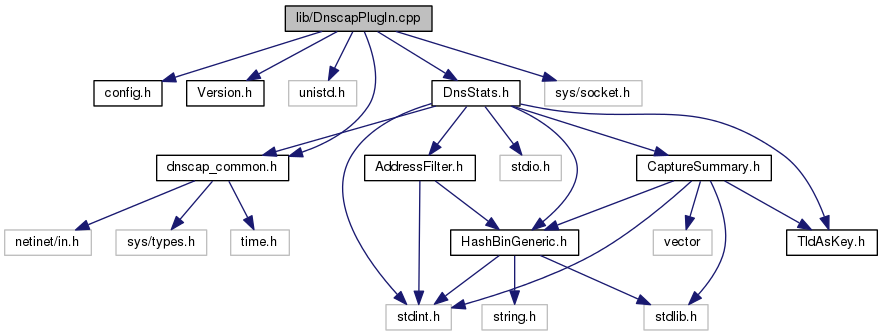 lib/DnscapPlugIn.cpp
config.h
Version.h
unistd.h
DnsStats.h
sys/socket.h
dnscap_common.h
AddressFilter.h
stdio.h
CaptureSummary.h
netinet/in.h
sys/types.h
time.h
HashBinGeneric.h
vector
TldAsKey.h
stdint.h
string.h
stdlib.h